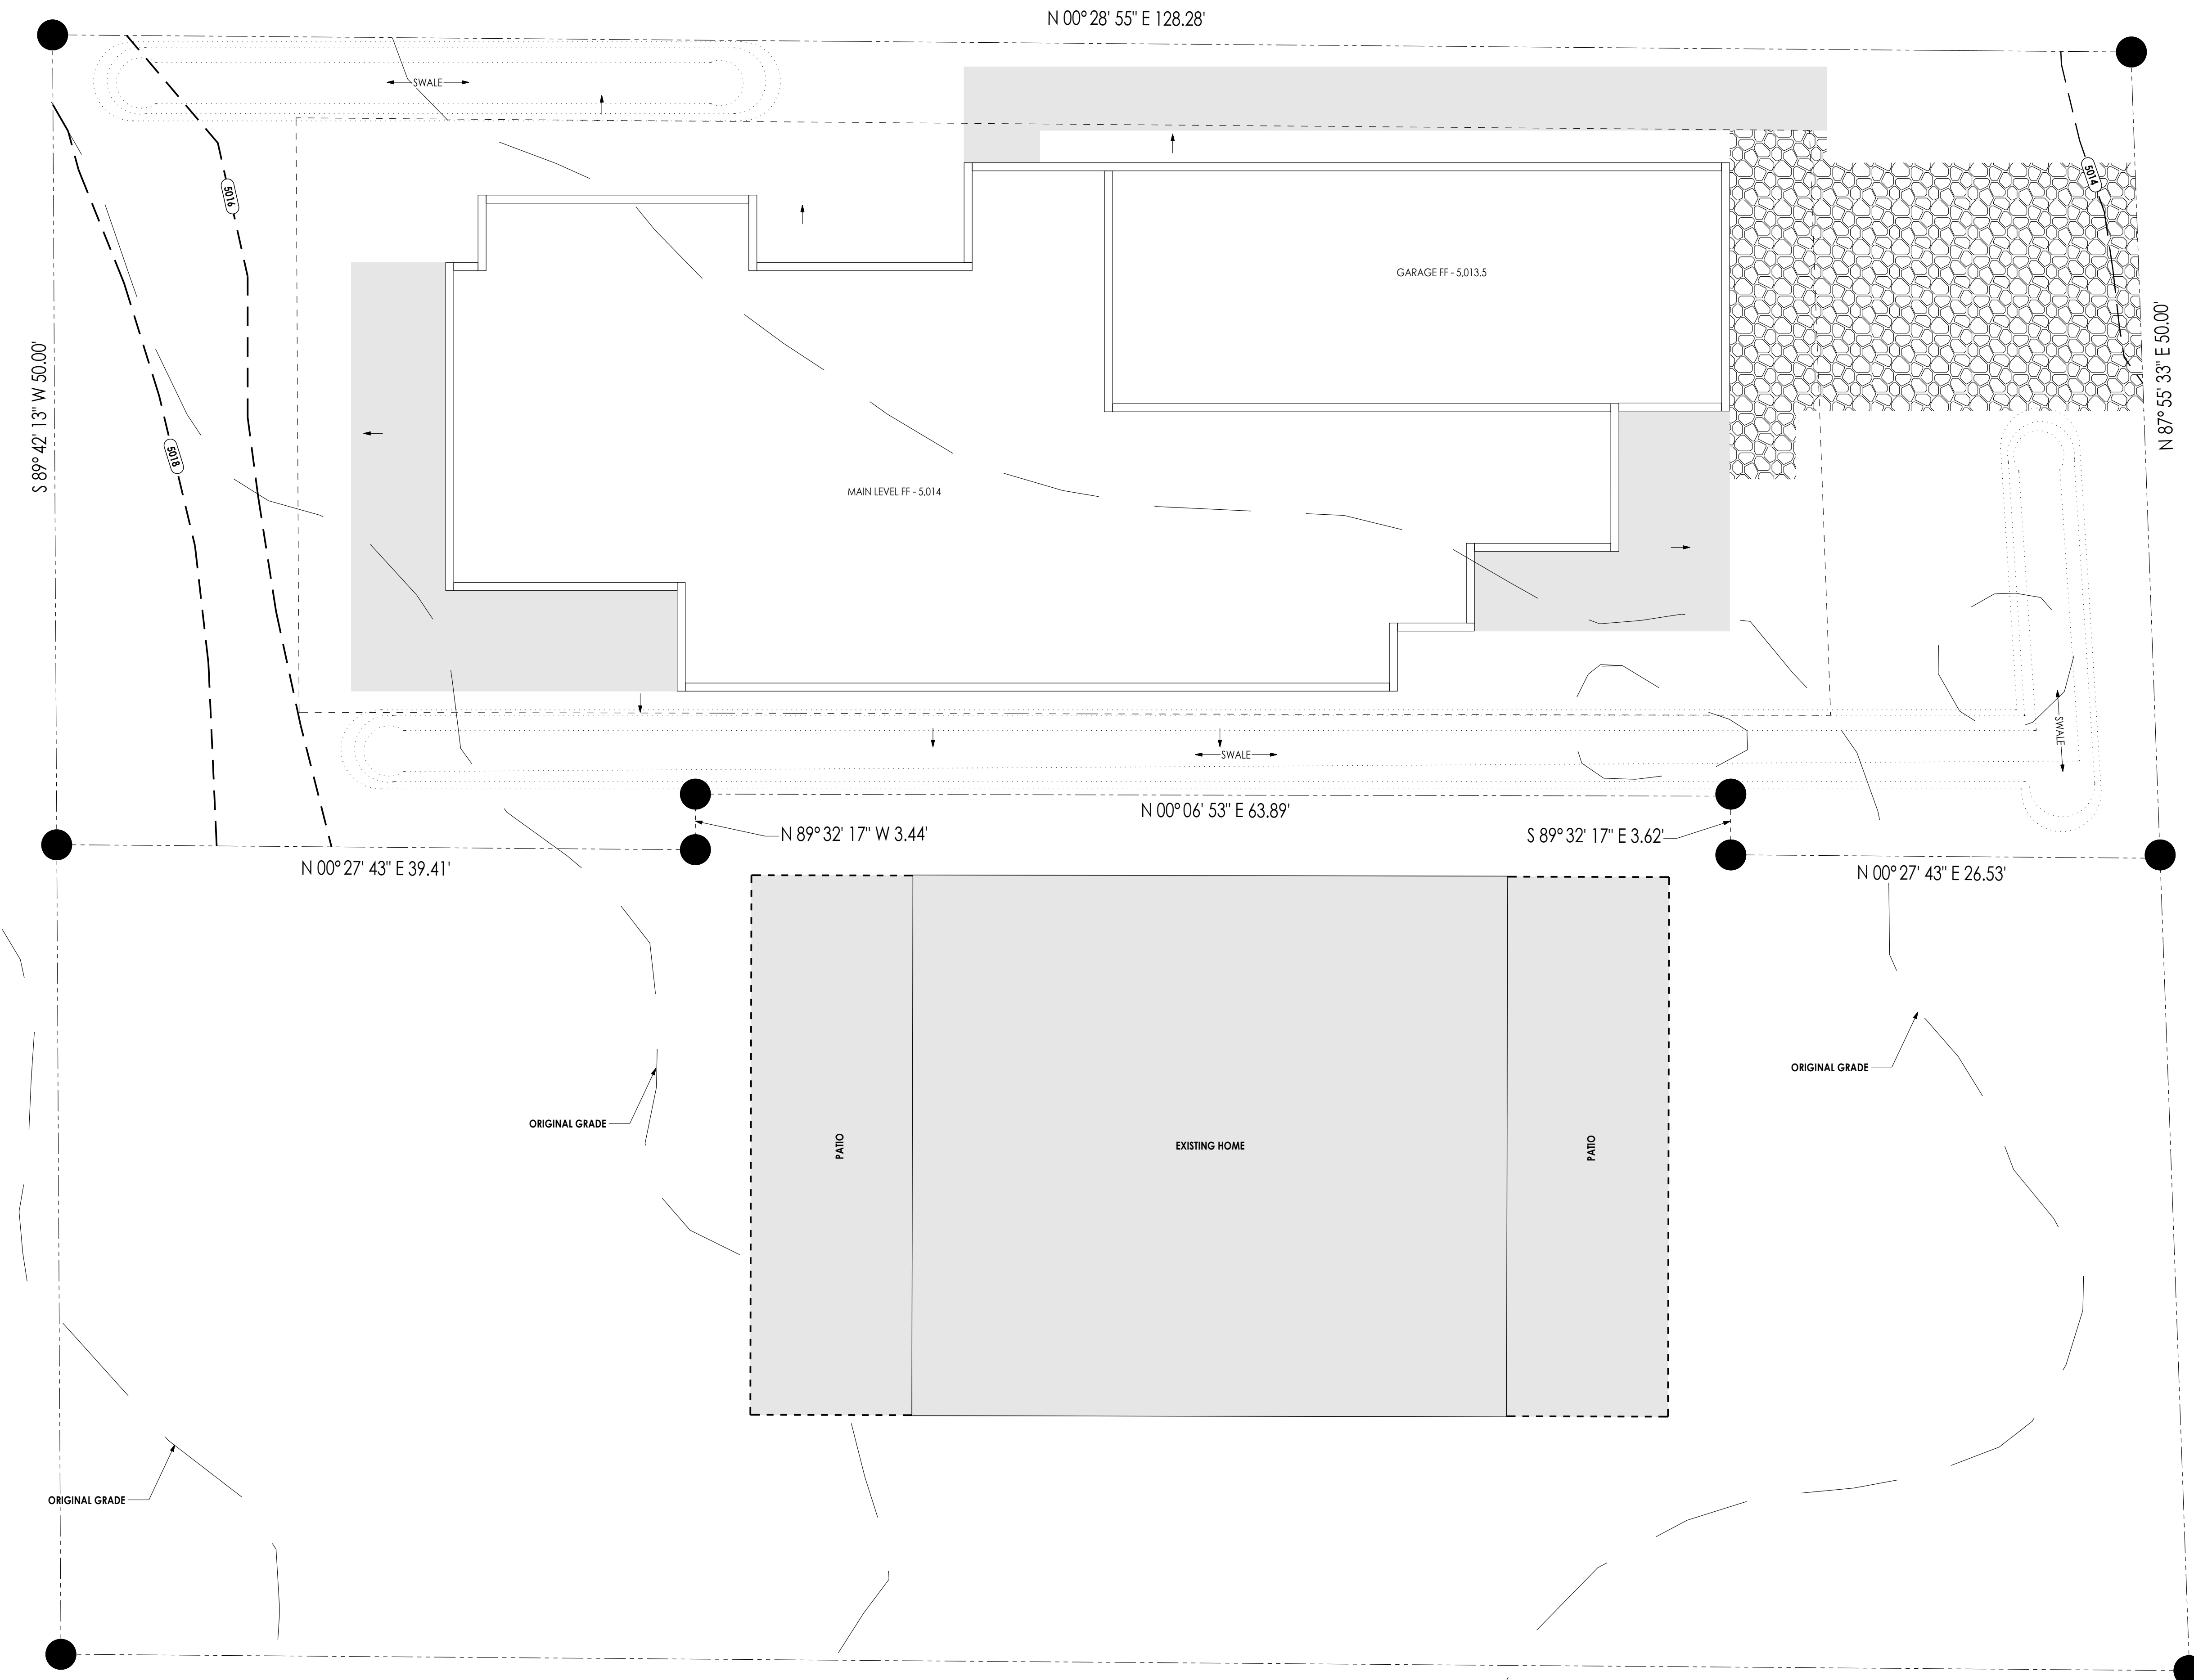 N 00° 28' 55" E 128.28'
SWALE
5016
5014
GARAGE FF - 5,013.5
S 89° 42' 13" W 50.00'
N 87° 55' 33" E 50.00'
5018
MAIN LEVEL FF - 5,014
SWALE
SWALE
N 00° 06' 53" E 63.89'
N 89° 32' 17" W 3.44'
S 89° 32' 17" E 3.62'
N 00° 27' 43" E 39.41'
N 00° 27' 43" E 26.53'
ORIGINAL GRADE
ORIGINAL GRADE
PATIO
EXISTING HOME
PATIO
ORIGINAL GRADE